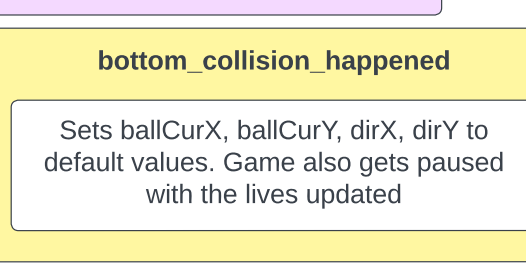 bottom_collision_happened
Sets ballCurX, ballCurY, dirX, dirY to
default values. Game also gets paused
with the lives updated